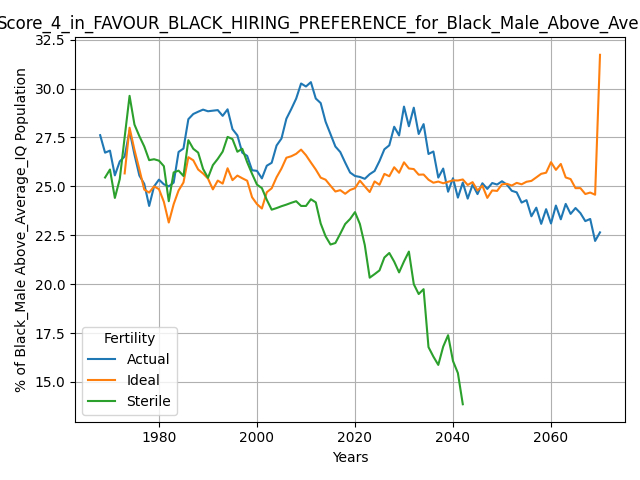 Score_4_in_FAVOUR_BLACK_HIRING_PREFERENCE_for_Black_Male_Above_Ave
% of Black_Male Above_Average_IQ Population
32.5
30.0
27.5
25.0
22.5
20.0
17.5
15.0
Fertility
Actual
Ideal
Sterile
1980
2000
2020
2040
2060
Years